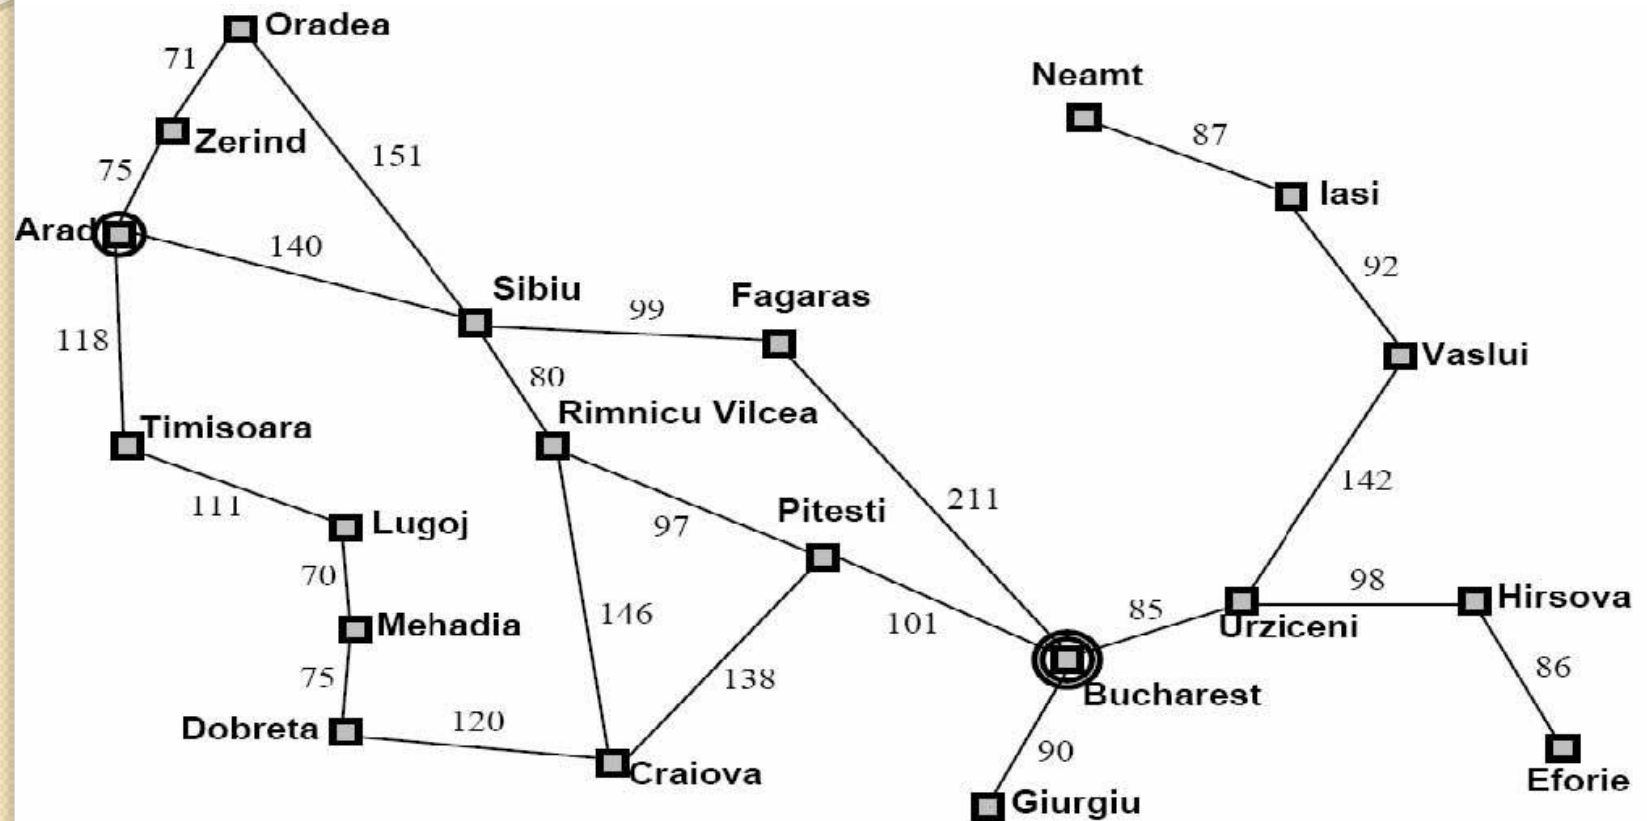 Oradea
71
Neamt
87
Zerind
151
75
Iasi
Arad
140
92
Sibiu
Fagaras
99
118
Vaslui
80
Rimnicu Vilcea
Timisoara
142
211
111
Pitesti
Lugoj
97
70
98
Hirsova
85
146
101
Mehadia
Urziceni
86
75
138
Bucharest
Dobreta
120
90
Craiova
Eforie
Giurgiu